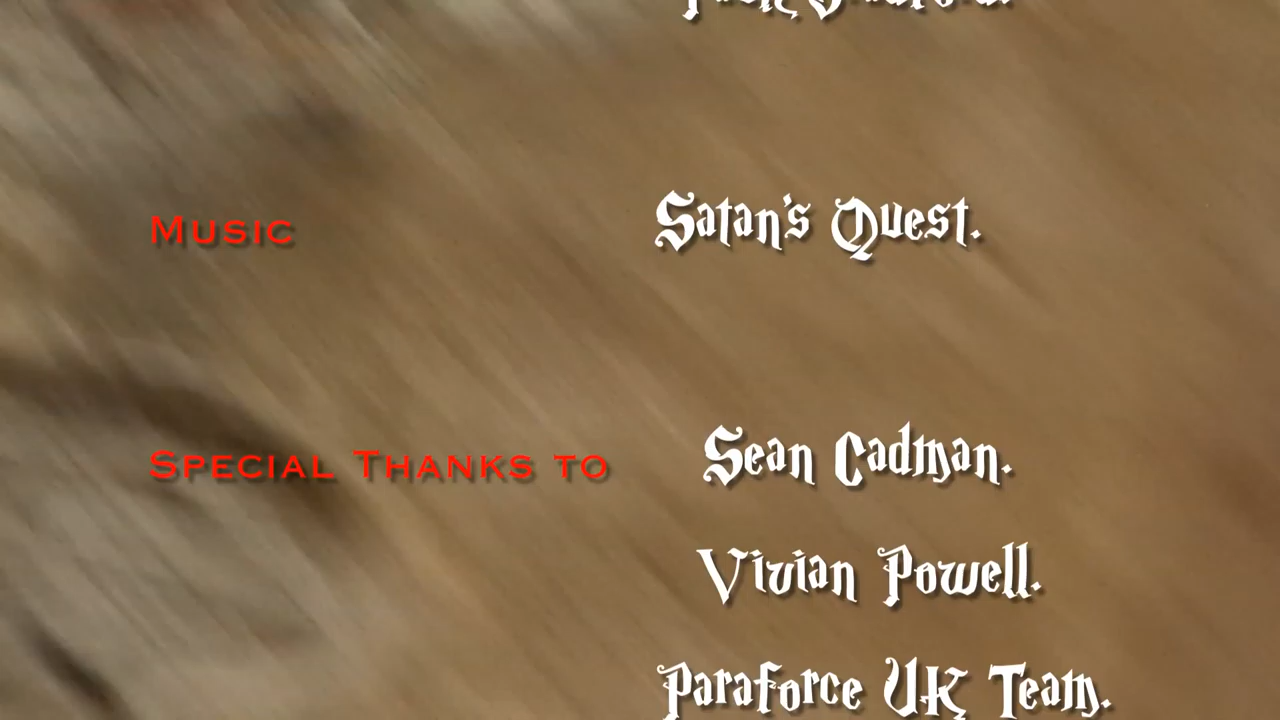 Music Satan's Quest.
Special Thanks to Sean Cadman.
Vivian Powell.
Paraforce UK Team.